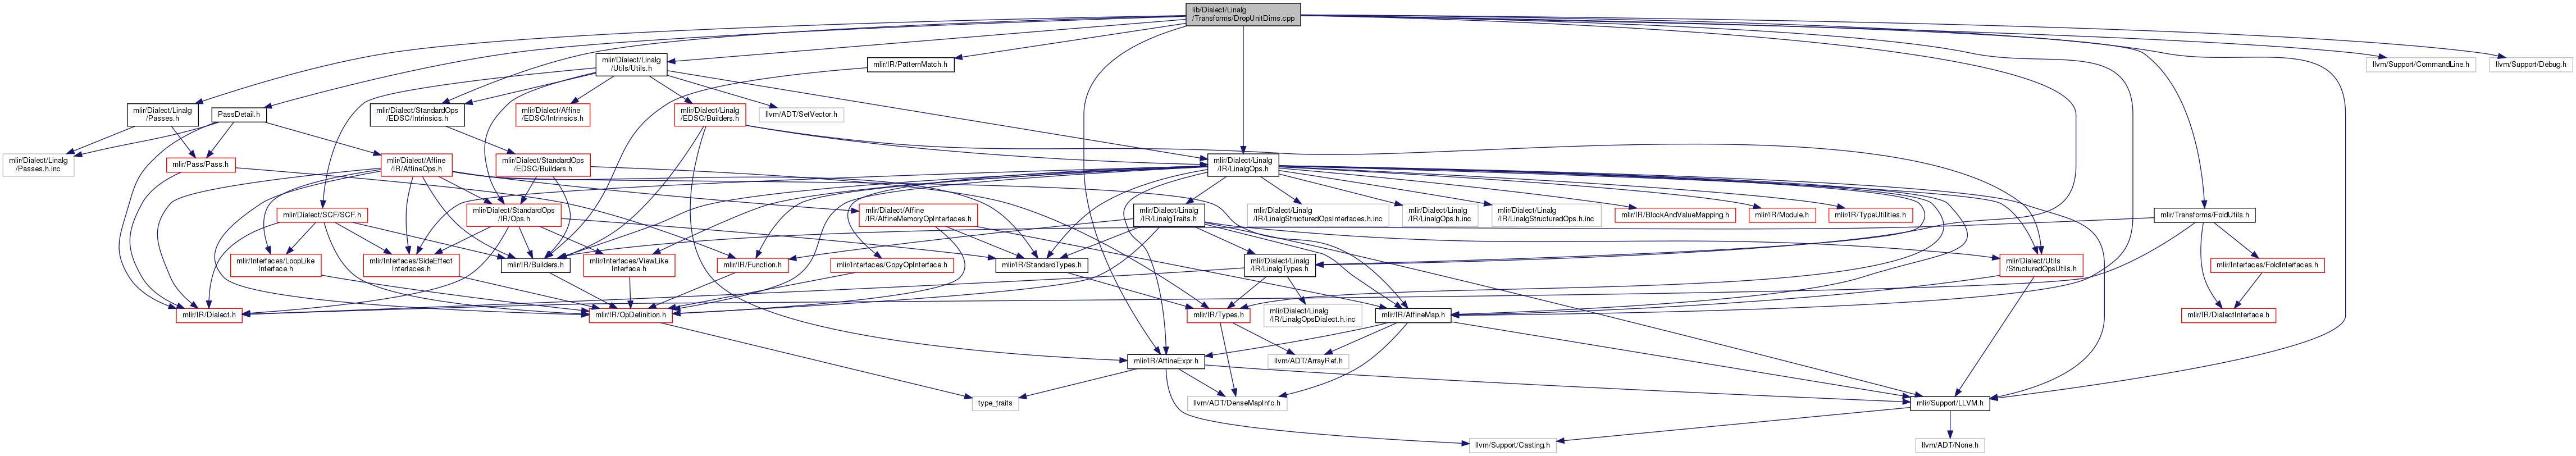 lib/Dialect/Linalg
/Transforms/DropUnitDims.cpp
mlir/Dialect/Linalg
/Utils/Utils.h
mlir/IR/PatternMatch.h
llvm/Support/CommandLine.h
llvm/Support/Debug.h
mlir/Dialect/Linalg
/Passes.h
PassDetail.h
mlir/Dialect/StandardOps
/EDSC/Intrinsics.h
mlir/Dialect/Affine
/EDSC/Intrinsics.h
mlir/Dialect/Linalg
/EDSC/Builders.h
llvm/ADT/SetVector.h
mlir/Dialect/Linalg
/Passes.h.inc
mlir/Pass/Pass.h
mlir/Dialect/Affine
/IR/AffineOps.h
mlir/Dialect/StandardOps
/EDSC/Builders.h
mlir/Dialect/Linalg
/IR/LinalgOps.h
mlir/Dialect/SCF/SCF.h
mlir/Dialect/StandardOps
/IR/Ops.h
mlir/Dialect/Affine
/IR/AffineMemoryOpInterfaces.h
mlir/Dialect/Linalg
/IR/LinalgTraits.h
mlir/Dialect/Linalg
/IR/LinalgStructuredOpsInterfaces.h.inc
mlir/Dialect/Linalg
/IR/LinalgOps.h.inc
mlir/Dialect/Linalg
/IR/LinalgStructuredOps.h.inc
mlir/IR/BlockAndValueMapping.h
mlir/IR/Module.h
mlir/IR/TypeUtilities.h
mlir/Transforms/FoldUtils.h
mlir/Interfaces/LoopLike
Interface.h
mlir/Interfaces/SideEffect
Interfaces.h
mlir/IR/Builders.h
mlir/Interfaces/ViewLike
Interface.h
mlir/IR/Function.h
mlir/Interfaces/CopyOpInterface.h
mlir/IR/StandardTypes.h
mlir/Dialect/Linalg
/IR/LinalgTypes.h
mlir/Dialect/Utils
/StructuredOpsUtils.h
mlir/Interfaces/FoldInterfaces.h
mlir/IR/Dialect.h
mlir/IR/OpDefinition.h
mlir/IR/Types.h
mlir/Dialect/Linalg
/IR/LinalgOpsDialect.h.inc
mlir/IR/AffineMap.h
mlir/IR/DialectInterface.h
mlir/IR/AffineExpr.h
llvm/ADT/ArrayRef.h
type_traits
llvm/ADT/DenseMapInfo.h
mlir/Support/LLVM.h
llvm/Support/Casting.h
llvm/ADT/None.h